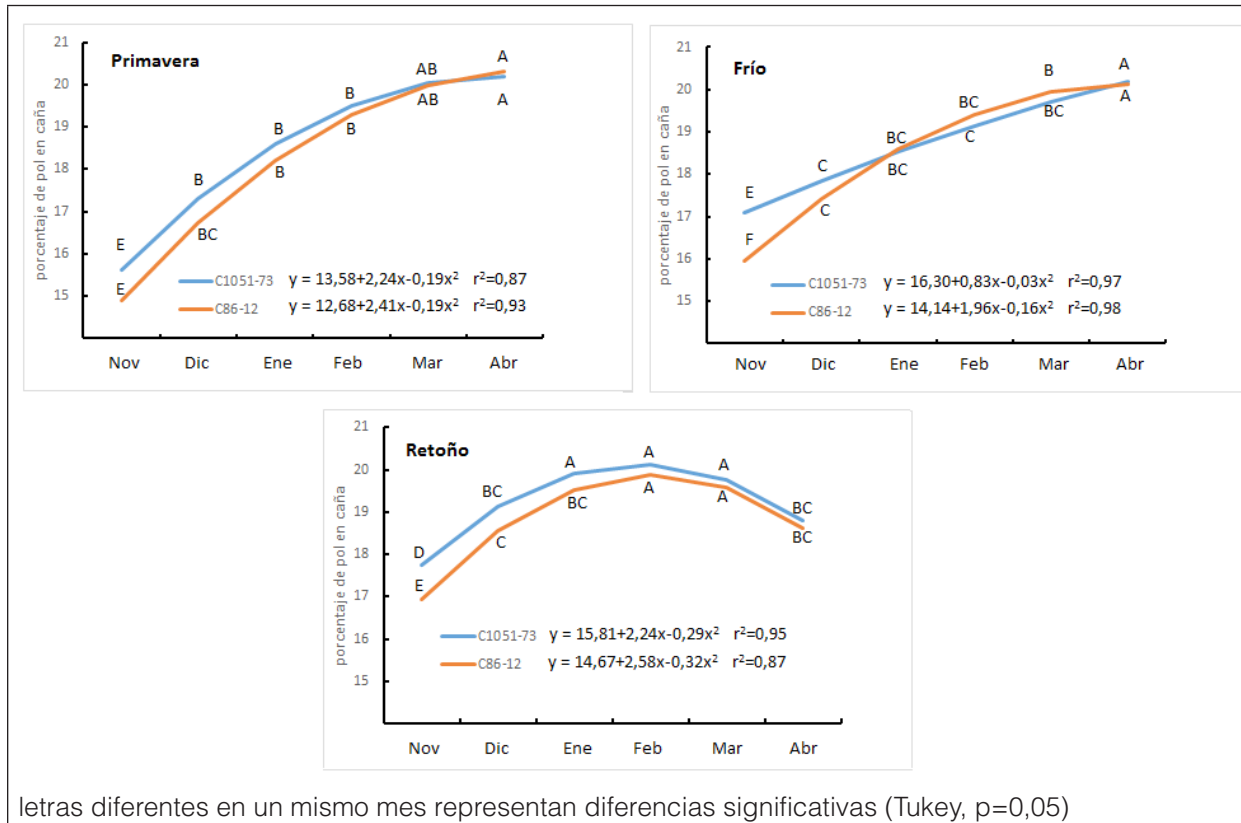 Primavera
porcentaje de pol en caña
21
20
19
18
17
16
15
E
B
B
B
AB
A
E
BC
B
B
AB
A
C1051-73 y = 13,58+2,24x-0,19x² r²=0,87
C86-12 y = 12,68+2,41x-0,19x² r²=0,93
Nov Dic Ene Feb Mar Abr
Frío
porcentaje de pol en caña
21
20
19
18
17
16
15
E
C
BC
BC
B
A
F
C
BC
C
BC
A
C1051-73 y = 16,30+0,83x-0,03x² r²=0,97
C86-12 y = 14,14+1,96x-0,16x² r²=0,98
Nov Dic Ene Feb Mar Abr
Retoño
porcentaje de pol en caña
21
20
19
18
17
16
15
D
BC
A
A
A
BC
E
C
BC
A
A
BC
C1051-73 y = 15,81+2,24x-0,29x² r²=0,95
C86-12 y = 14,67+2,58x-0,32x² r²=0,87
Nov Dic Ene Feb Mar Abr
letras diferentes en un mismo mes representan diferencias significativas (Tukey, p=0,05)